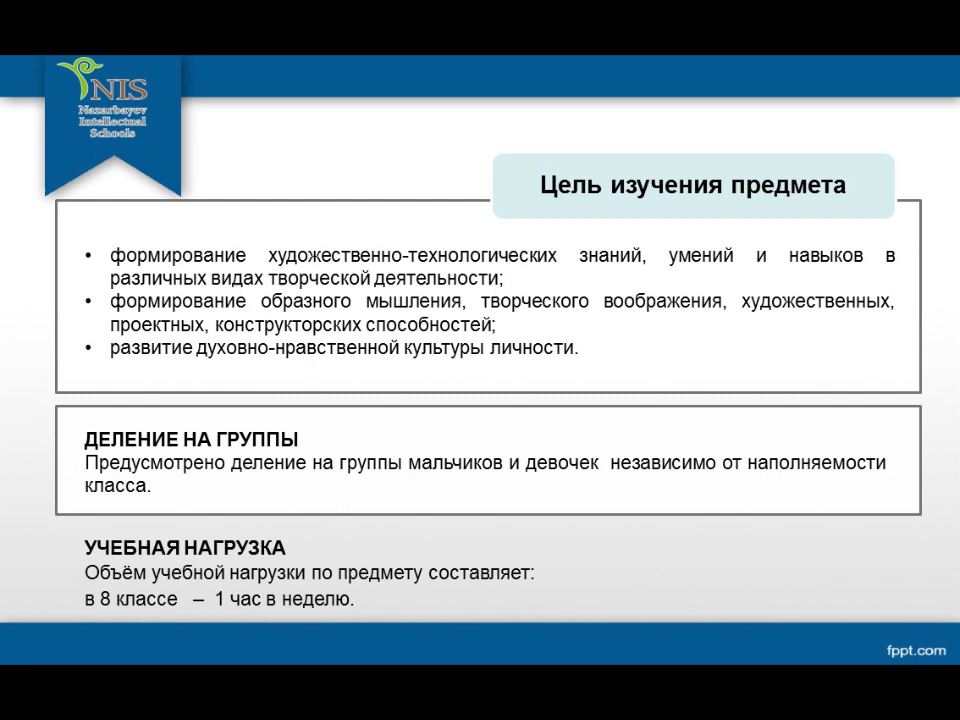 NIS
Nazarbayev
Intellectual
Schools
Цель изучения предмета
• формирование художественно-технологических знаний, умений и навыков в
различных видах творческой деятельности;
• формирование образного мышления, творческого воображения, художественных,
проектных, конструкторских способностей;
• развитие духовно-нравственной культуры личности.
ДЕЛЕНИЕ НА ГРУППЫ
Предусмотрено деление на группы мальчиков и девочек независимо от наполняемости
класса.
УЧЕБНАЯ НАГРУЗКА
Объём учебной нагрузки по предмету составляет:
в 8 классе – 1 час в неделю.
fppt.com